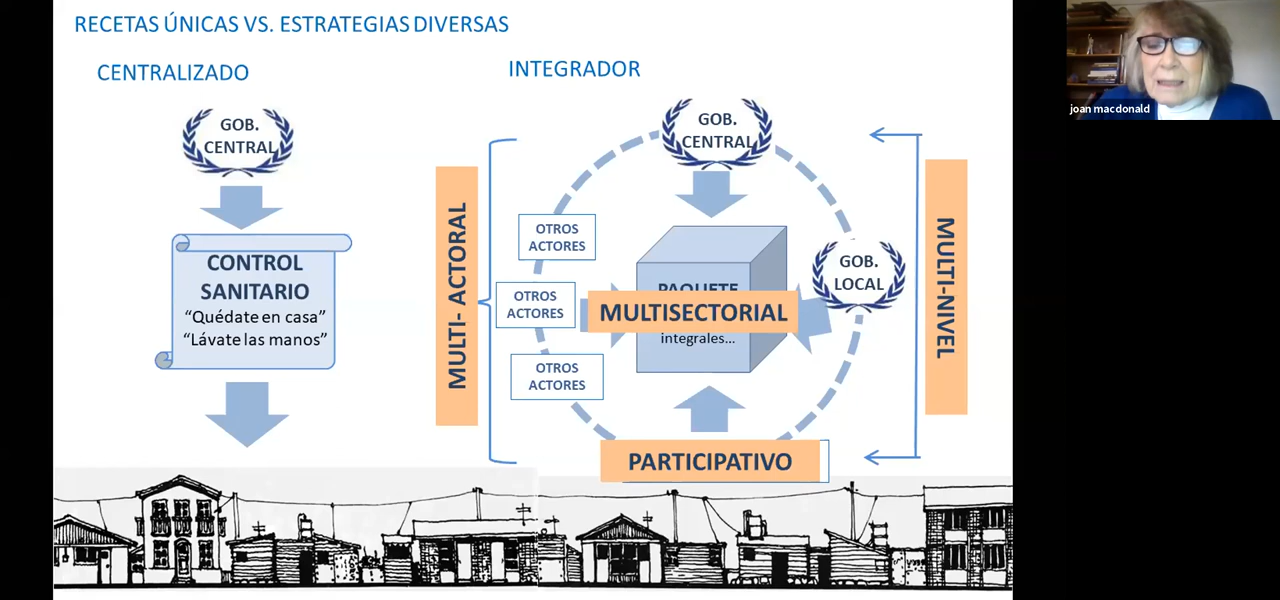 RECETAS ÚNICAS VS. ESTRATEGIAS DIVERSAS
CENTRALIZADO
GOB.
CENTRAL
CONTROL
SANITARIO
“Quédate en casa”
“Lávate las manos”
INTEGRADOR
GOB.
CENTRAL
MULTI- ACTORAL
OTROS
ACTORES
OTROS
ACTORES
OTROS
ACTORES
PAQUETE
MULTISECTORIAL
integrales...
GOB.
LOCAL
MULTI-NIVEL
PARTICIPATIVO
joan macdonald